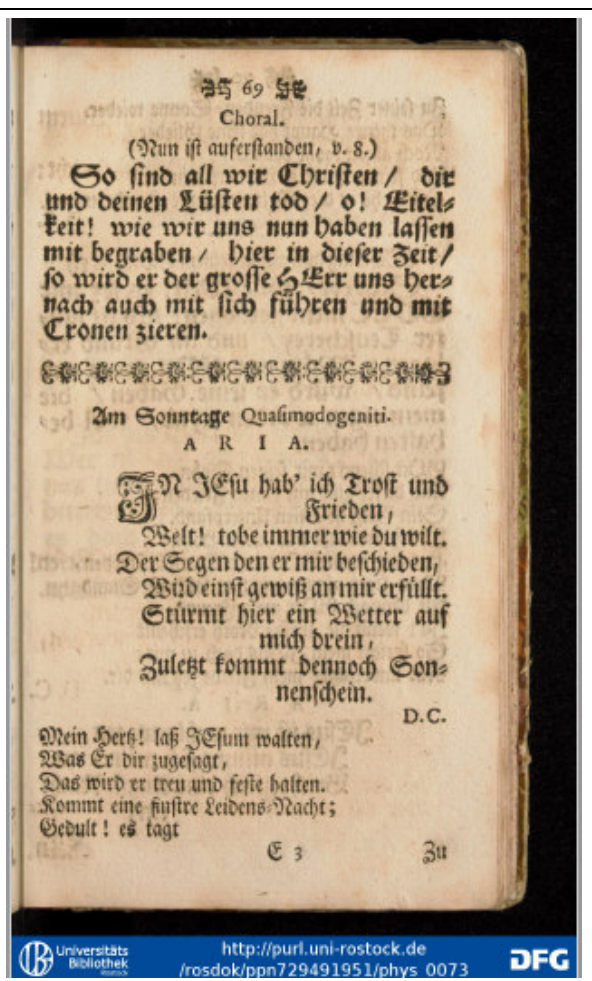 69
Choral.
(Nun ist auferstanden, v. 8.)
So sind all wir Christen / dir
und deinen Lüsten tod / o! Eitel-
keit! wie wir uns nun haben lassen
mit begraben / hier in dieser Zeit /
so wird er der grosse HErr uns her-
nach auch mit sich führen und mit
Cronen zieren.
Am Sonntage Quasimodogeniti.
A R I A.
IN JEsu hab' ich Trost und
Frieden,
Welt! tobe immer wie du wilt.
Der Segen den er mir beschieden,
Wird einst gewiß an mir erfüllt.
Stürmt hier ein Wetter auf
mich drein,
Zuletzt kommt dennoch Son-
nenschein.
D.C.
Mein Hertz! laß JEsum walten,
Was Er dir zugesagt,
Das wird er treu und feste halten.
Kommt eine finstre Leidens-Nacht;
Gedult! es tagt
E 3 Zu
Universitäts Bibliothek Rostock
http://purl.uni-rostock.de
/rosdok/ppn729491951/phys_0073
DFG